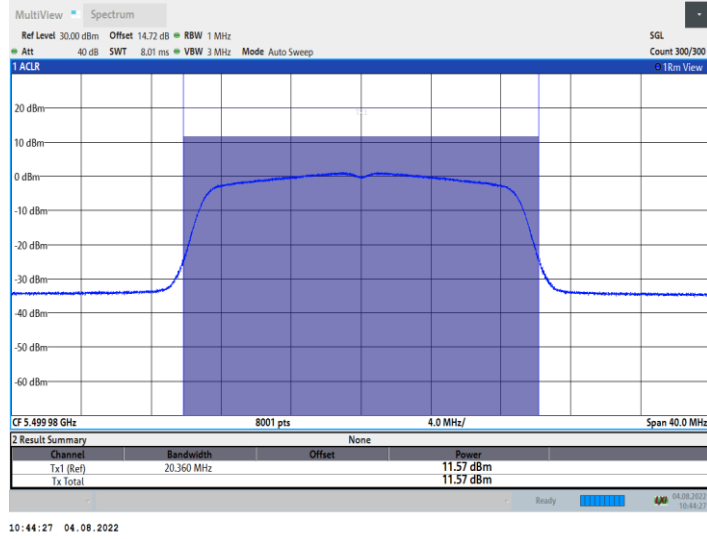 MultiView Spectrum
Ref Level 30.00 dBm Offset 14.72 dB RBW 1 MHz SGL
Att 40 dB SWT 8.01 ms VBW 3 MHz Mode Auto Sweep Count 300/300
1 ACLR 1Rm View
20 dBm
10 dBm
0 dBm
-10 dBm
-20 dBm
-30 dBm
-40 dBm
-50 dBm
-60 dBm
CF 5.499 98 GHz 8001 pts 4.0 MHz/ Span 40.0 MHz
2 Result Summary None
Channel Bandwidth Offset Power
Tx1 (Ref) 20.360 MHz 11.57 dBm
Tx Total 11.57 dBm
Ready 04.08.2022
10:44:27
10:44:27 04.08.2022